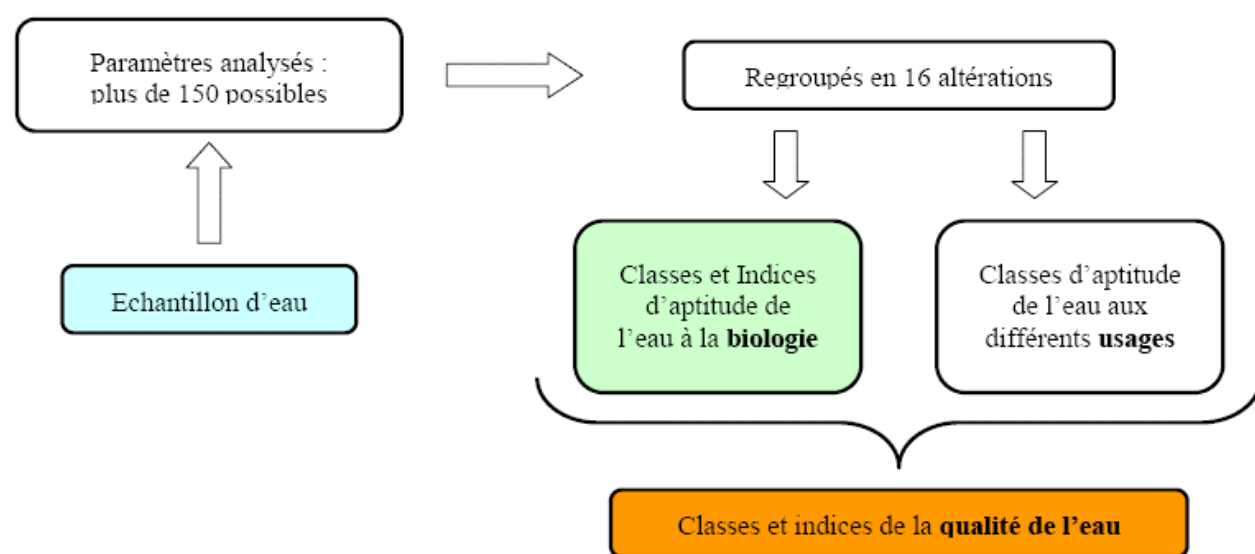 Paramètres analysés :
plus de 150 possibles
Regroupés en 16 altérations
Echantillon d’eau
Classes et Indices
d’aptitude de
l’eau à la biologie
Classes d’aptitude
de l’eau aux
différents usages
Classes et indices de la qualité de l’eau